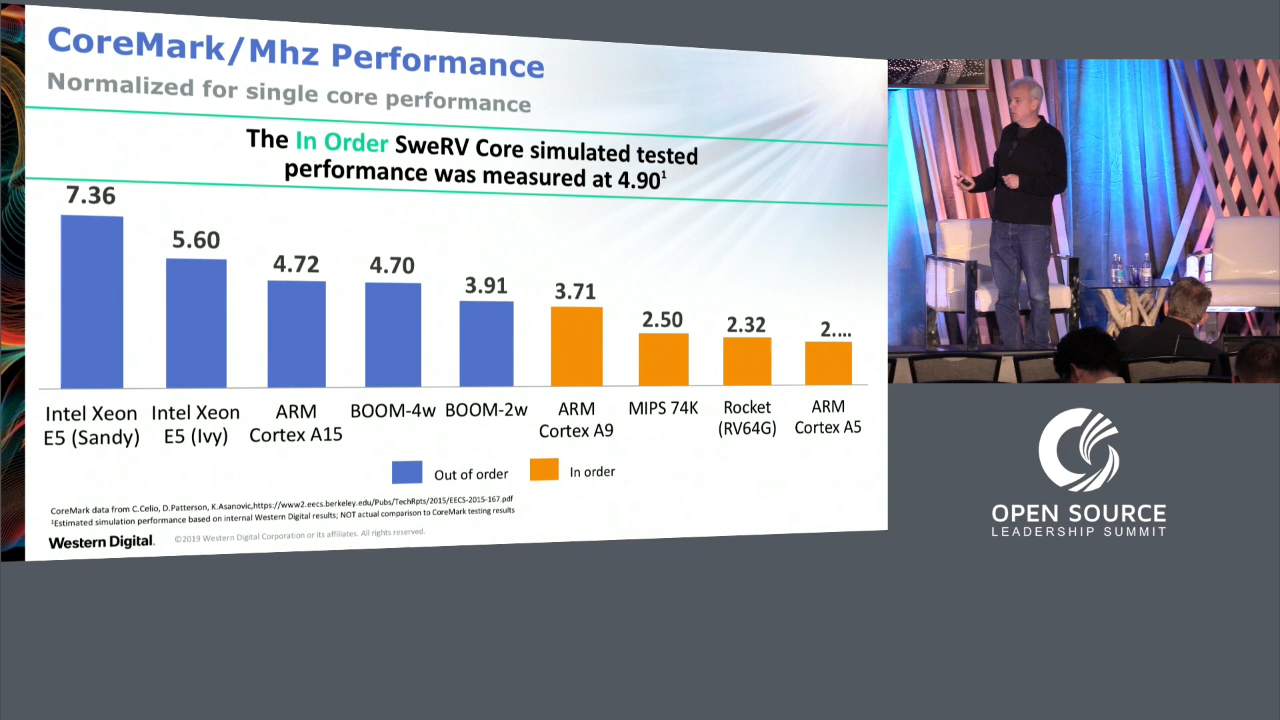 CoreMark/Mhz Performance
Normalized for single core performance
The In Order SweRV Core simulated tested
performance was measured at 4.90¹
7.36
5.60
4.72
4.70
3.91
3.71
2.50
2.32
2....
Intel Xeon
E5 (Sandy)
Intel Xeon
E5 (Ivy)
ARM
Cortex A15
BOOM-4w
BOOM-2w
ARM
Cortex A9
MIPS 74K
Rocket
(RV64G)
ARM
Cortex A5
Out of order
In order
CoreMark data from C.Celio, D.Patterson, K.Asanovic,https://www2.eecs.berkeley.edu/Pubs/TechRpts/2015/EECS-2015-167.pdf
¹Estimated simulation performance based on internal Western Digital results; NOT actual comparison to CoreMark testing results
Western Digital.
©2019 Western Digital Corporation or its affiliates. All rights reserved.
OPEN SOURCE
LEADERSHIP SUMMIT